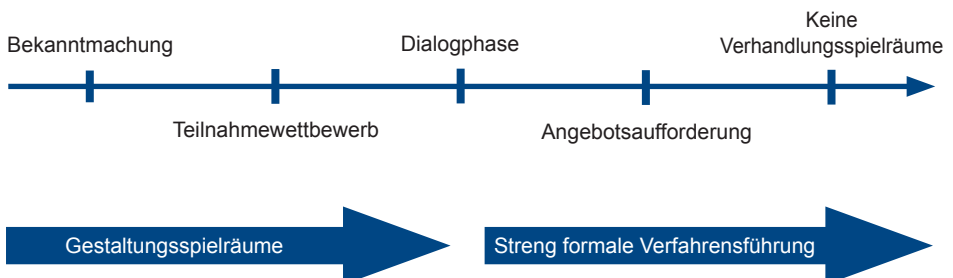 Bekanntmachung
Dialogphase
Keine
Verhandlungsspielräume
Teilnahmewettbewerb
Angebotsaufforderung
Gestaltungsspielräume
Streng formale Verfahrensführung